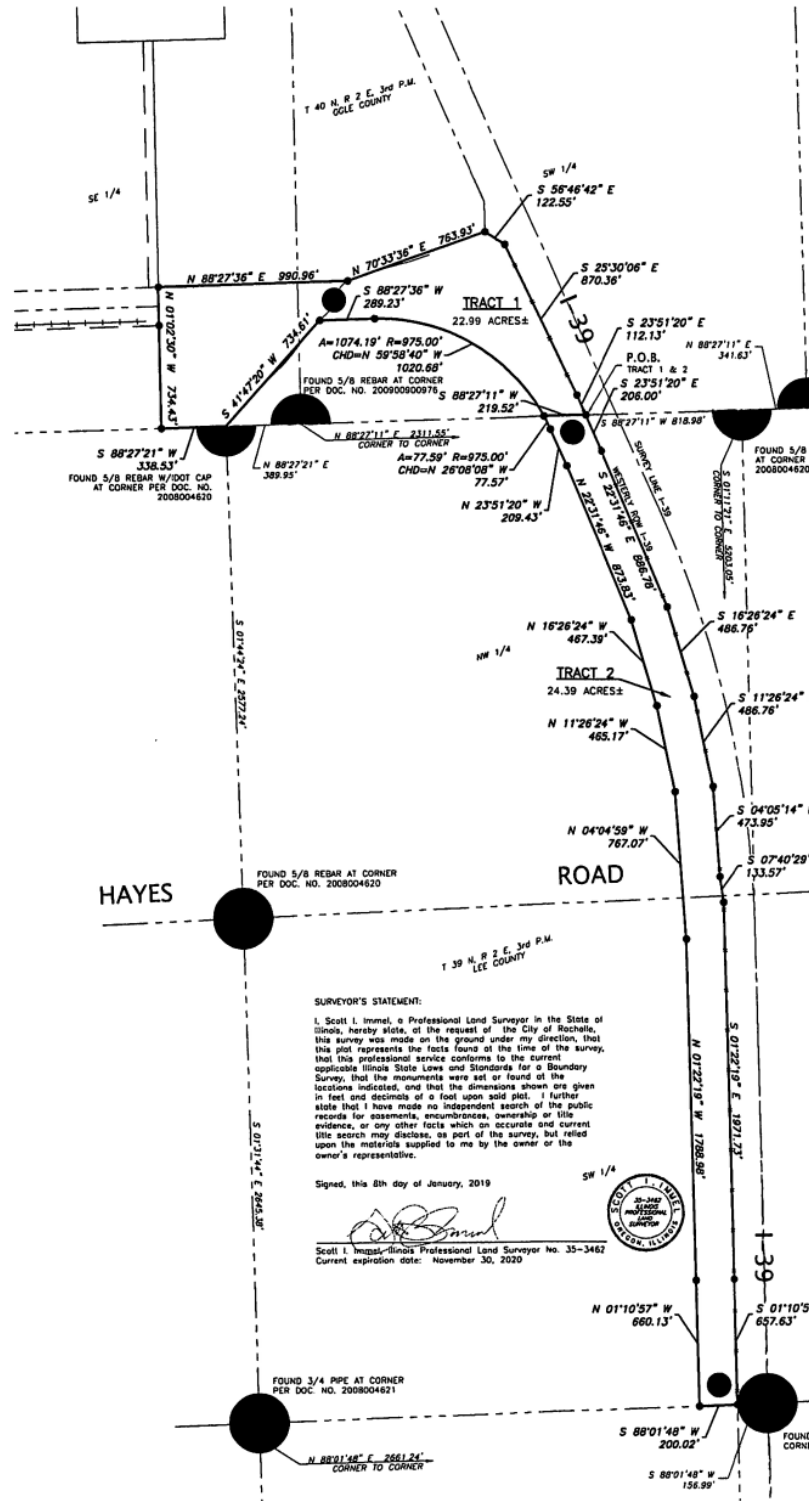 T 40 N, R 2 E, 3rd P.M.
OGLE COUNTY
SW 1/4
SE 1/4
S 56°46'42" E
122.55'
N 70°33'36" E 763.93'
N 88°27'36" E 990.96'
S 25°30'06" E
870.36'
S 88°27'36" W
289.23'
TRACT 1
22.99 ACRES±
I-39
N 01°02'30" W 734.43'
S 41°47'20" W 734.61'
A=1074.19' R=975.00'
CHD=N 59°58'40" W
1020.68'
S 23°51'20" E
112.13'
N 88°27'11" E
341.63'
P.O.B.
TRACT 1 & 2
FOUND 5/8 REBAR AT CORNER
PER DOC. NO. 200900900976
S 23°51'20" E
206.00'
S 88°27'11" W
219.52'
S 88°27'11" W 818.98'
N 88°27'11" E 2311.55'
CORNER TO CORNER
S 88°27'21" W
338.53'
N 88°27'21" E
389.95'
A=77.59' R=975.00'
CHD=N 26°08'08" W
77.57'
FOUND 5/8 REBAR W/IDOT CAP
AT CORNER PER DOC. NO.
2008004620
FOUND 5/8
AT CORNER
2008004620
SURVEY LINE I-39
WESTERLY ROW I-39
S 01°11'21" E 5203.05'
CORNER TO CORNER
N 23°51'20" W
209.43'
N 22°31'46" W 873.83'
S 22°31'46" E 886.78'
S 16°26'24" E
486.76'
N 16°26'24" W
467.39'
NW 1/4
S 01°44'24" E 2577.24'
TRACT 2
24.39 ACRES±
S 11°26'24"
486.76'
N 11°26'24" W
465.17'
S 04°05'14"
473.95'
N 04°04'59" W
767.07'
S 07°40'29"
133.57'
FOUND 5/8 REBAR AT CORNER
PER DOC. NO. 2008004620
HAYES ROAD
T 39 N, R 2 E, 3rd P.M.
LEE COUNTY
SURVEYOR'S STATEMENT:
I, Scott I. Immel, a Professional Land Surveyor in the State of
Illinois, hereby state, at the request of the City of Rochelle,
this survey was made on the ground under my direction, that
this plat represents the facts found at the time of the survey,
that this professional service conforms to the current
applicable Illinois State Laws and Standards for a Boundary
Survey, that the monuments were set or found at the
locations indicated, and that the dimensions shown are given
in feet and decimals of a foot upon said plat. I further
state that I have made no independent search of the public
records for easements, encumbrances, ownership or title
evidence, or any other facts which an accurate and current
title search may disclose, as part of the survey, but relied
upon the materials supplied to me by the owner or the
owner's representative.
N 01°22'19" W 1788.98'
S 01°22'19" E 1971.73'
S 01°31'44" E 2645.38'
Signed, this 8th day of January, 2019
SW 1/4
SCOTT I. IMMEL
35-3462
ILLINOIS
PROFESSIONAL
LAND
SURVEYOR
OREGON, ILLINOIS
Scott I. Immel, Illinois Professional Land Surveyor No. 35-3462
Current expiration date: November 30, 2020
I-39
N 01°10'57" W
660.13'
S 01°10'5
657.63'
FOUND 3/4 PIPE AT CORNER
PER DOC. NO. 2008004621
S 88°01'48" W
200.02'
FOUND
CORNE
N 88°01'48" E 2661.24'
CORNER TO CORNER
S 88°01'48" W
156.99'